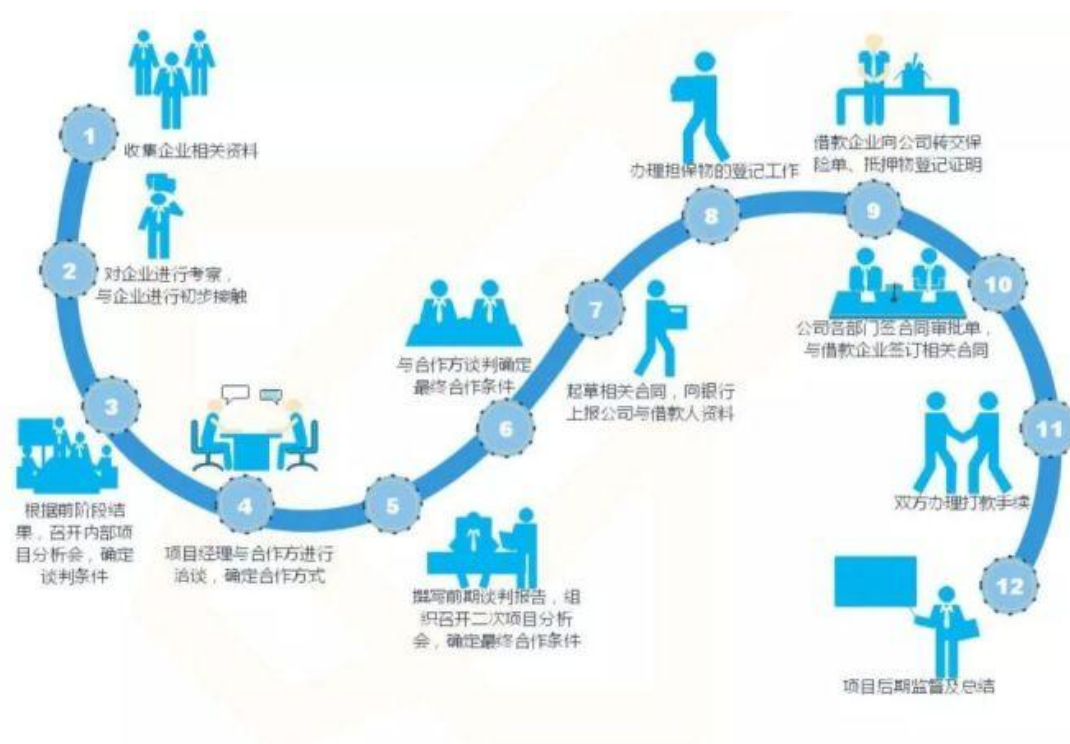 1
收集企业相关资料
2
对企业进行考察，
与企业进行初步接触
3
根据前阶段结
果，召开内部项
目分析会，确定
谈判条件
4
项目经理与合作方进行
洽谈，确定合作方式
5
撰写前期谈判报告，组
织召开二次项目分析
会，确定最终合作条件
6
与合作方谈判确定
最终合作条件
7
起草相关合同，向银行
上报公司与借款人资料
8
办理担保物的登记工作
9
借款企业向公司转交保
险单、抵押物登记证明
10
公司各部门签合同审批单，
与借款企业签订相关合同
11
双方办理打款手续
12
项目后期监督及总结